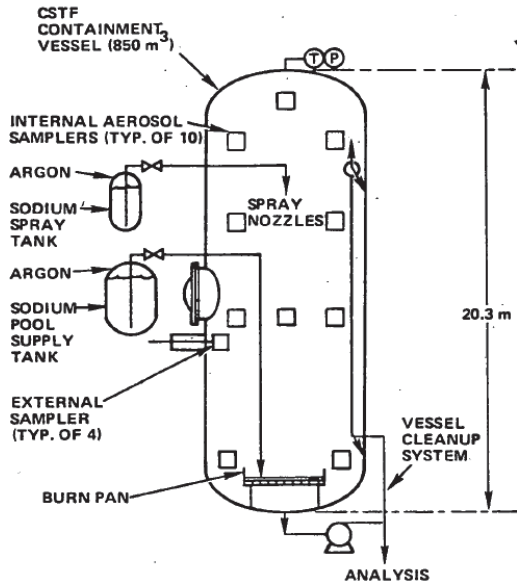 CSTF
CONTAINMENT
VESSEL (850 m3)
T P
INTERNAL AEROSOL
SAMPLERS (TYP. OF 10)
ARGON
SODIUM
SPRAY
TANK
SPRAY
NOZZLES
ARGON
SODIUM
POOL
SUPPLY
TANK
20.3 m
EXTERNAL
SAMPLER
(TYP. OF 4)
VESSEL
CLEANUP
SYSTEM
BURN PAN
ANALYSIS